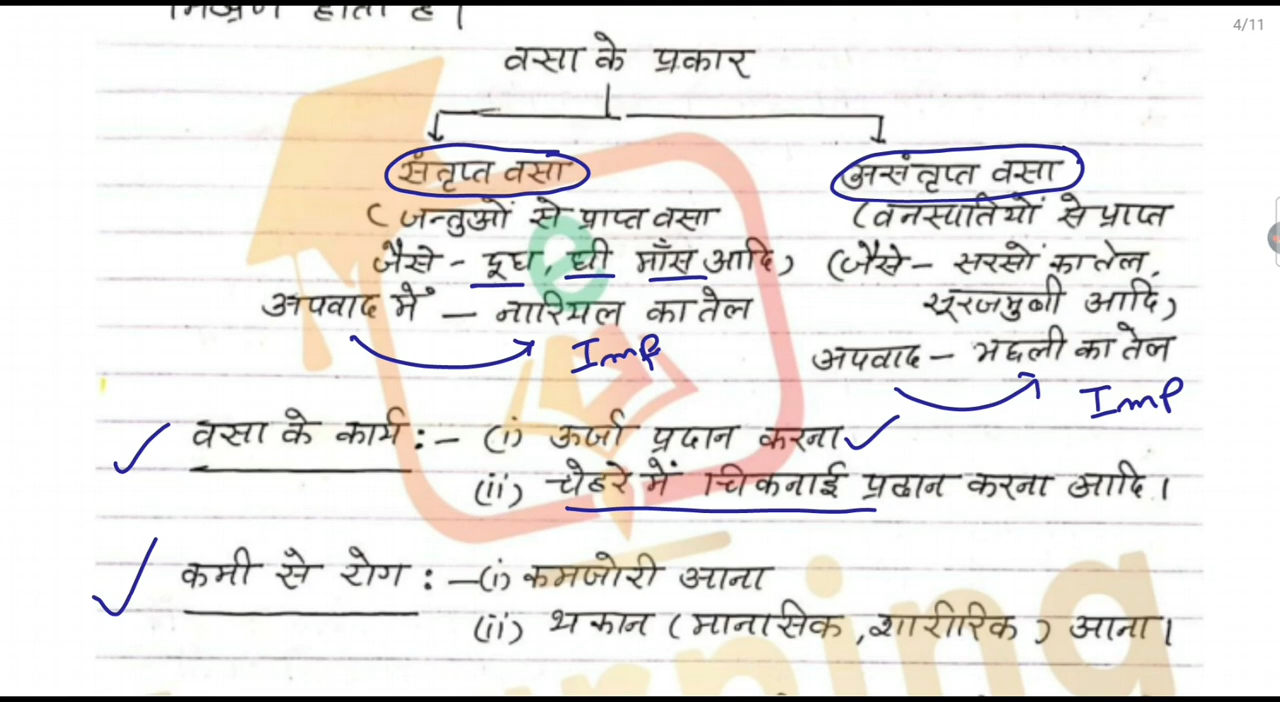 मिश्रण होता है।
4/11
वसा के प्रकार
संतृप्त वसा
असंतृप्त वसा
(जन्तुओं से प्राप्त वसा
(वनस्पतियों से प्राप्त
जैसे - दूध, घी माँस आदि)
(जैसे - सरसों का तेल,
अपवाद में - नारियल का तेल
सूरजमुखी आदि)
Imp
अपवाद - मछली का तेल
Imp
वसा के कार्य :- (i) ऊर्जा प्रदान करना
(ii) चेहरे में चिकनाई प्रदान करना आदि।
कमी से रोग : -(i) कमजोरी आना
(ii) थकान (मानासिक, शारीरिक) आना।